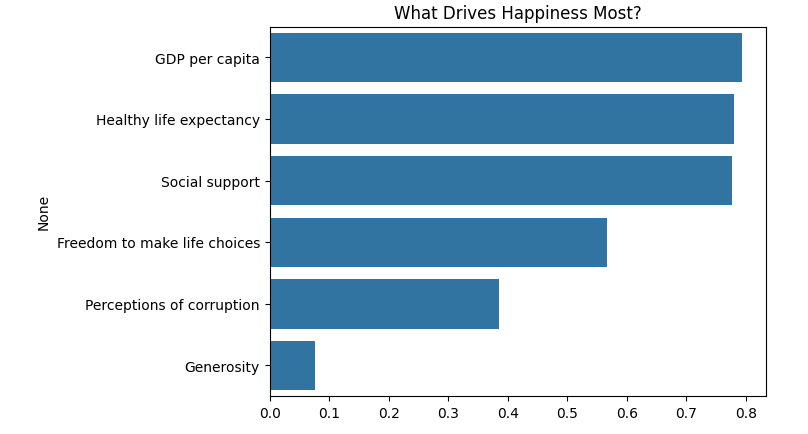 What Drives Happiness Most?
None
GDP per capita
Healthy life expectancy
Social support
Freedom to make life choices
Perceptions of corruption
Generosity
0.0 0.1 0.2 0.3 0.4 0.5 0.6 0.7 0.8